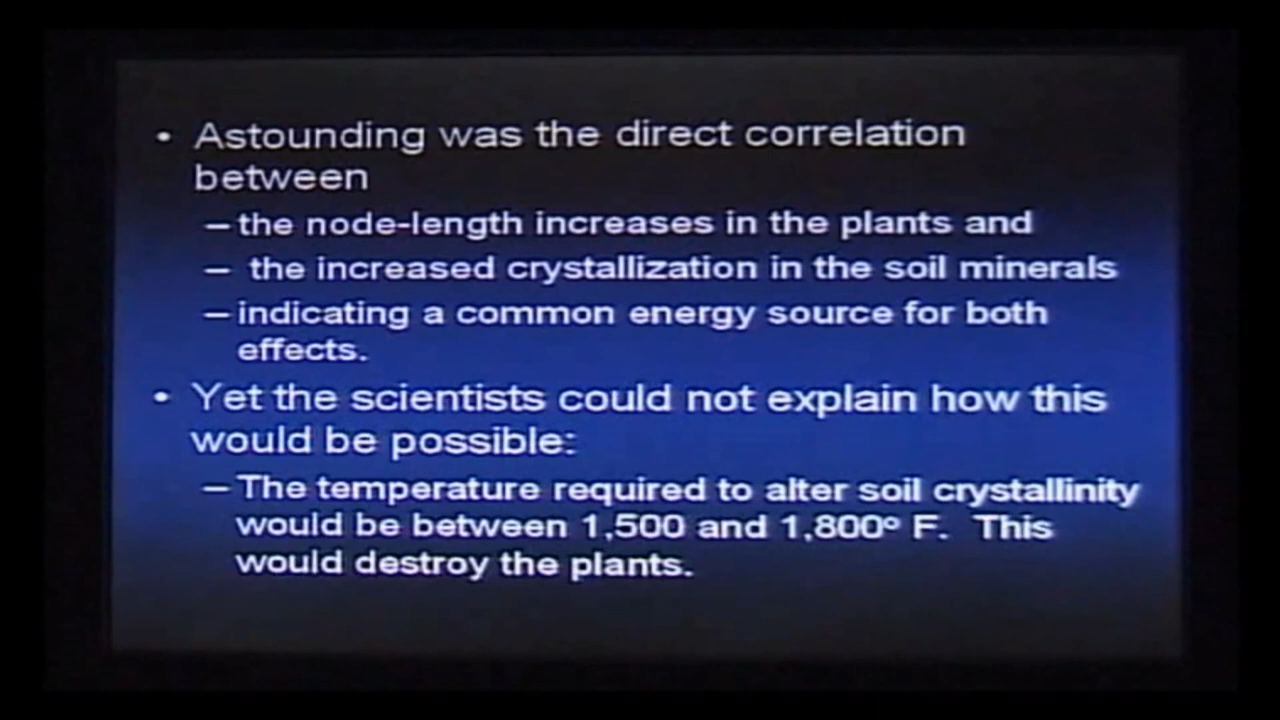 • Astounding was the direct correlation
between
– the node-length increases in the plants and
– the increased crystallization in the soil minerals
– indicating a common energy source for both
effects.
• Yet the scientists could not explain how this
would be possible:
– The temperature required to alter soil crystallinity
would be between 1,500 and 1,800º F. This
would destroy the plants.